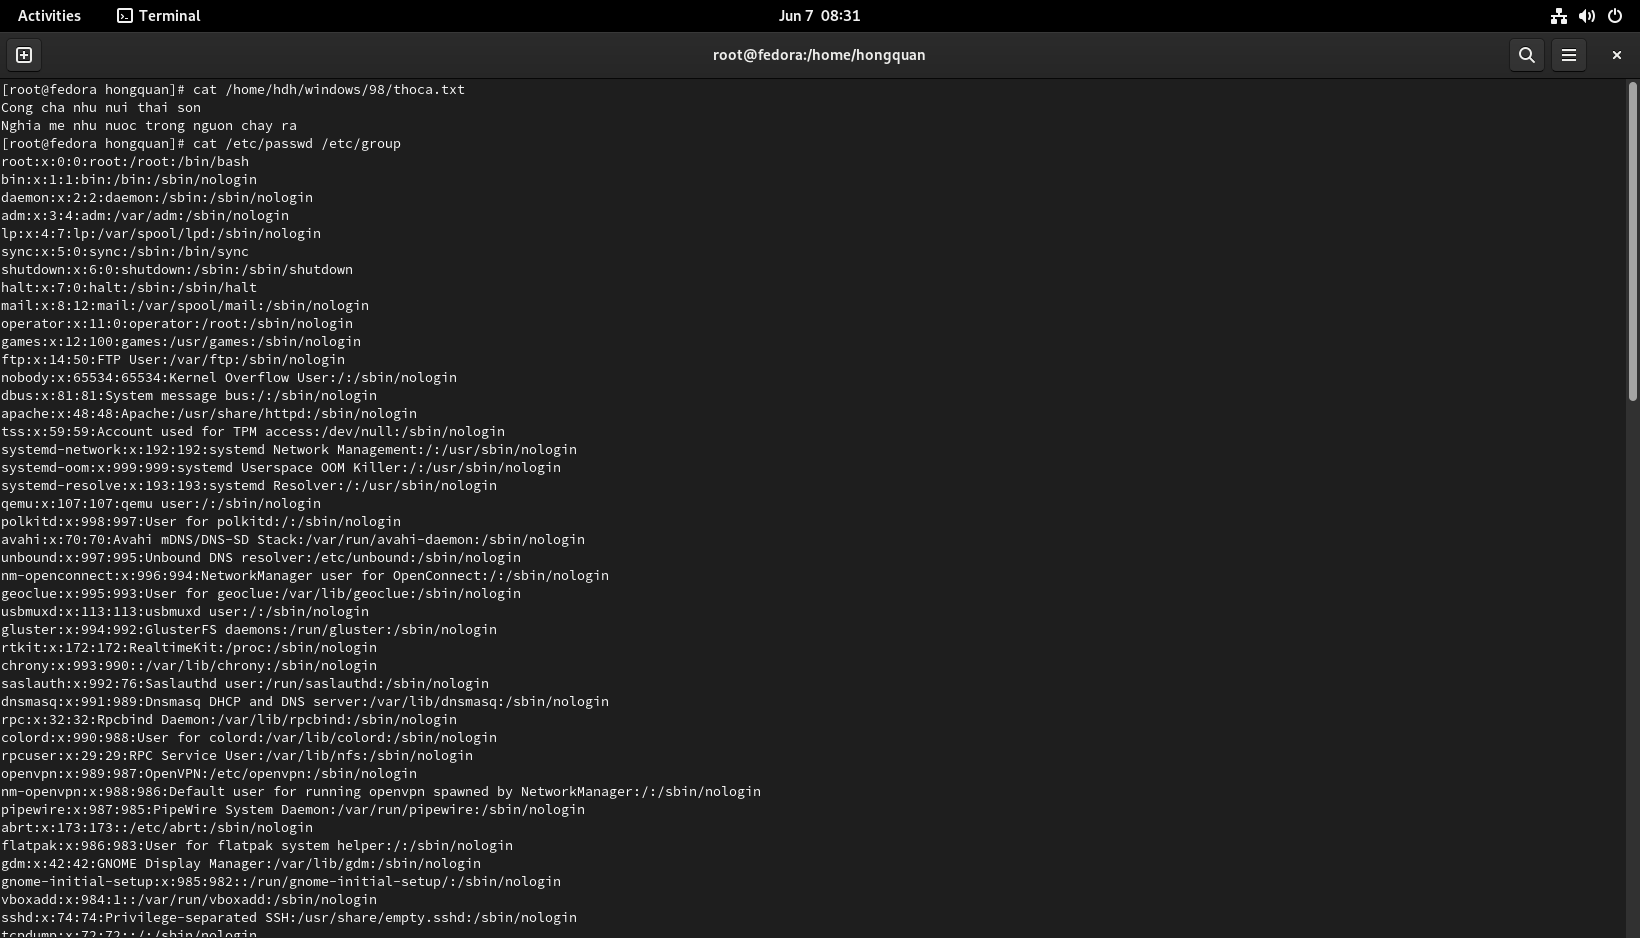 Activities Terminal Jun 7 08:31
root@fedora:/home/hongquan
[root@fedora hongquan]# cat /home/hdh/windows/98/thoca.txt
Cong cha nhu nui thai son
Nghia me nhu nuoc trong nguon chay ra
[root@fedora hongquan]# cat /etc/passwd /etc/group
root:x:0:0:root:/root:/bin/bash
bin:x:1:1:bin:/bin:/sbin/nologin
daemon:x:2:2:daemon:/sbin:/sbin/nologin
adm:x:3:4:adm:/var/adm:/sbin/nologin
lp:x:4:7:lp:/var/spool/lpd:/sbin/nologin
sync:x:5:0:sync:/sbin:/bin/sync
shutdown:x:6:0:shutdown:/sbin:/sbin/shutdown
halt:x:7:0:halt:/sbin:/sbin/halt
mail:x:8:12:mail:/var/spool/mail:/sbin/nologin
operator:x:11:0:operator:/root:/sbin/nologin
games:x:12:100:games:/usr/games:/sbin/nologin
ftp:x:14:50:FTP User:/var/ftp:/sbin/nologin
nobody:x:65534:65534:Kernel Overflow User:/:/sbin/nologin
dbus:x:81:81:System message bus:/:/sbin/nologin
apache:x:48:48:Apache:/usr/share/httpd:/sbin/nologin
tss:x:59:59:Account used for TPM access:/dev/null:/sbin/nologin
systemd-network:x:192:192:systemd Network Management:/:/usr/sbin/nologin
systemd-oom:x:999:999:systemd Userspace OOM Killer:/:/usr/sbin/nologin
systemd-resolve:x:193:193:systemd Resolver:/:/usr/sbin/nologin
qemu:x:107:107:qemu user:/:/sbin/nologin
polkitd:x:998:997:User for polkitd:/:/sbin/nologin
avahi:x:70:70:Avahi mDNS/DNS-SD Stack:/var/run/avahi-daemon:/sbin/nologin
unbound:x:997:995:Unbound DNS resolver:/etc/unbound:/sbin/nologin
nm-openconnect:x:996:994:NetworkManager user for OpenConnect:/:/sbin/nologin
geoclue:x:995:993:User for geoclue:/var/lib/geoclue:/sbin/nologin
usbmuxd:x:113:113:usbmuxd user:/:/sbin/nologin
gluster:x:994:992:GlusterFS daemons:/run/gluster:/sbin/nologin
rtkit:x:172:172:RealtimeKit:/proc:/sbin/nologin
chrony:x:993:990::/var/lib/chrony:/sbin/nologin
saslauth:x:992:76:Saslauthd user:/run/saslauthd:/sbin/nologin
dnsmasq:x:991:989:Dnsmasq DHCP and DNS server:/var/lib/dnsmasq:/sbin/nologin
rpc:x:32:32:Rpcbind Daemon:/var/lib/rpcbind:/sbin/nologin
colord:x:990:988:User for colord:/var/lib/colord:/sbin/nologin
rpcuser:x:29:29:RPC Service User:/var/lib/nfs:/sbin/nologin
openvpn:x:989:987:OpenVPN:/etc/openvpn:/sbin/nologin
nm-openvpn:x:988:986:Default user for running openvpn spawned by NetworkManager:/:/sbin/nologin
pipewire:x:987:985:PipeWire System Daemon:/var/run/pipewire:/sbin/nologin
abrt:x:173:173::/etc/abrt:/sbin/nologin
flatpak:x:986:983:User for flatpak system helper:/:/sbin/nologin
gdm:x:42:42:GNOME Display Manager:/var/lib/gdm:/sbin/nologin
gnome-initial-setup:x:985:982::/run/gnome-initial-setup/:/sbin/nologin
vboxadd:x:984:1::/var/run/vboxadd:/sbin/nologin
sshd:x:74:74:Privilege-separated SSH:/usr/share/empty.sshd:/sbin/nologin
tcpdump:x:72:72::/:/sbin/nologin